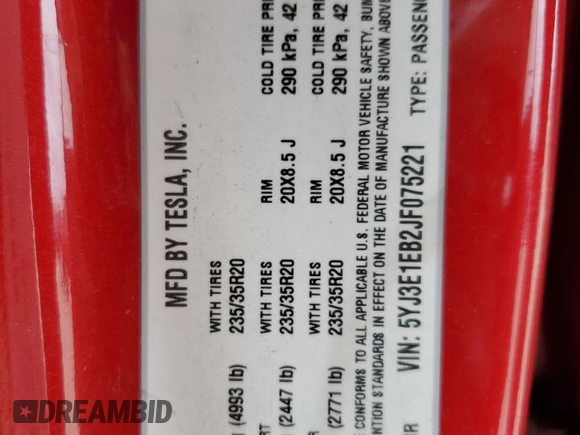 MFD BY TESLA, INC.
WITH TIRES RIM COLD TIRE
(4993 lb) 235/35R20 20X8.5 J 290 kPa, 42
WITH TIRES RIM COLD TIRE
(2447 lb) 235/35R20 20X8.5 J 290 kPa, 42
WITH TIRES
(2771 lb) 235/35R20
CONFORMS TO ALL APPLICABLE U.S. FEDERAL MOTOR VEHICLE SAFETY, BUM
STANDARDS IN EFFECT ON THE DATE OF MANUFACTURE SHOWN ABOVE
VIN: 5YJ3E1EB2JF075221 TYPE: PASSEN
DREAMBID